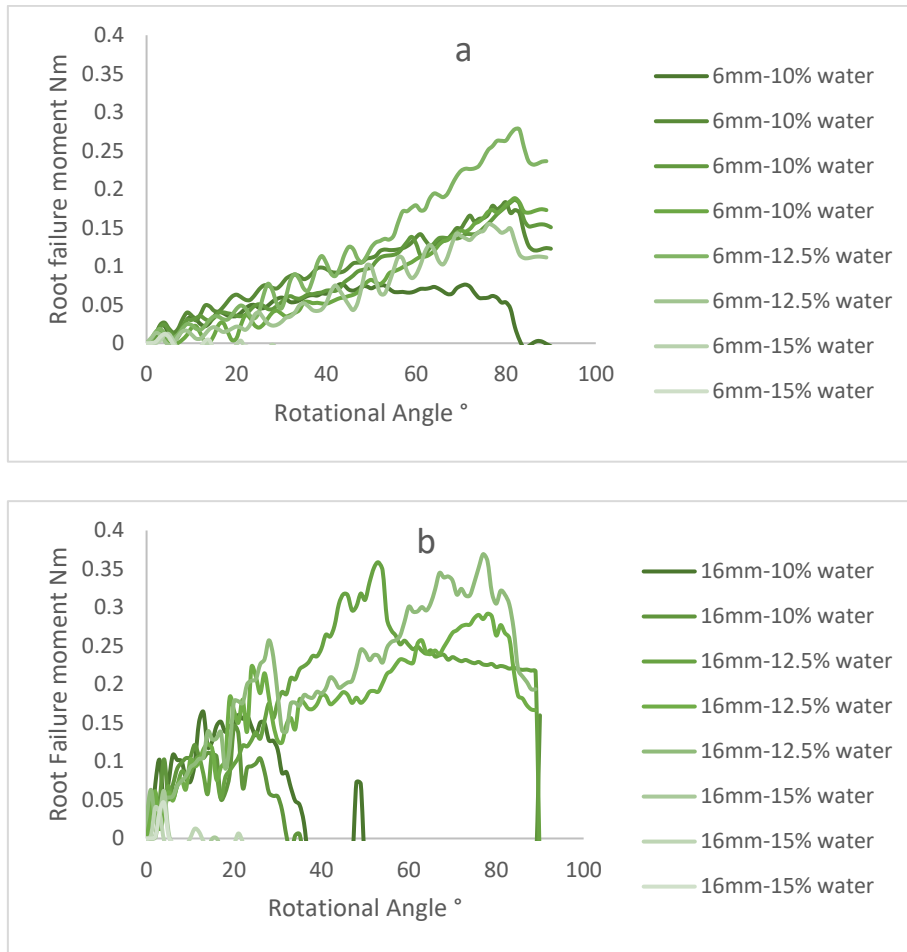 a
Root failure moment Nm
0.4
0.35
0.3
0.25
0.2
0.15
0.1
0.05
0
0 20 40 60 80 100
Rotational Angle °
6mm-10% water
6mm-10% water
6mm-10% water
6mm-10% water
6mm-12.5% water
6mm-12.5% water
6mm-15% water
6mm-15% water
b
Root Failure moment Nm
0.4
0.35
0.3
0.25
0.2
0.15
0.1
0.05
0
0 20 40 60 80 100
Rotational Angle °
16mm-10% water
16mm-10% water
16mm-12.5% water
16mm-12.5% water
16mm-12.5% water
16mm-15% water
16mm-15% water
16mm-15% water